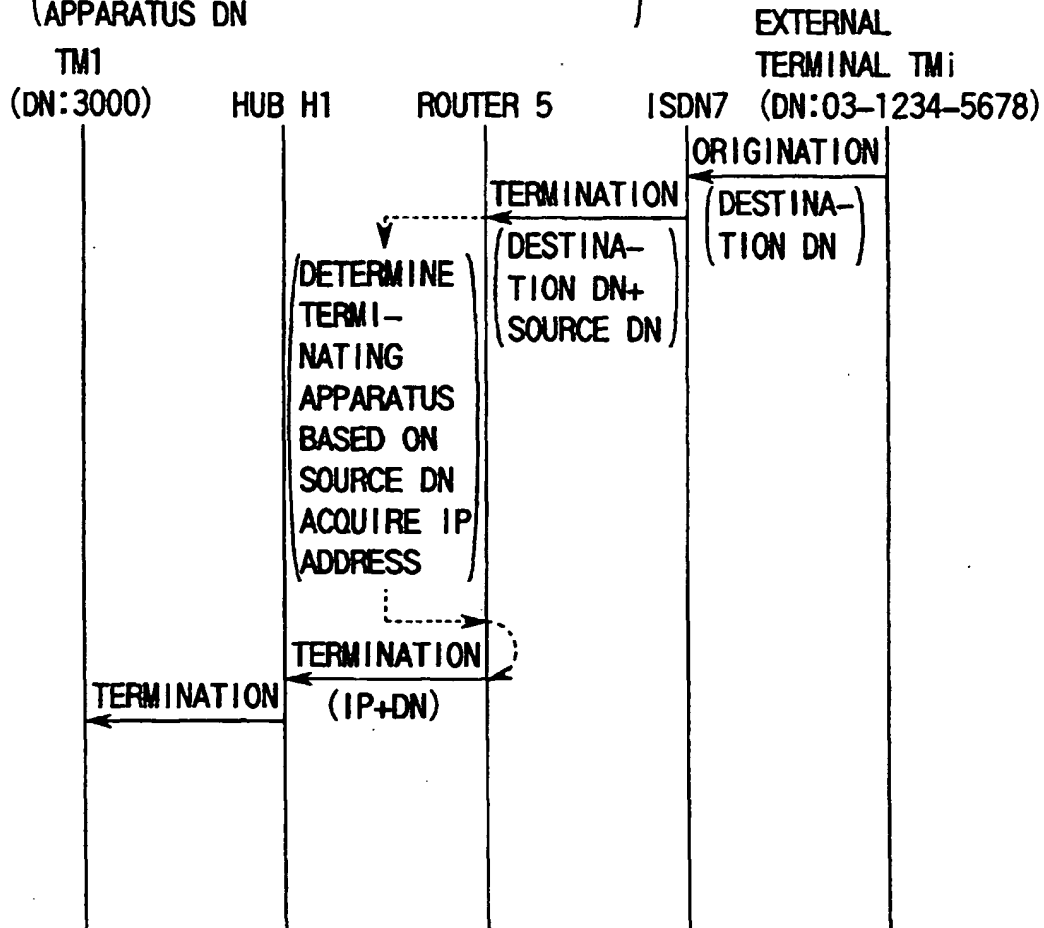 (APPARATUS DN )
EXTERNAL
TM1
TERMINAL TMi
(DN:3000)
HUB H1
ROUTER 5
ISDN7
(DN:03-1234-5678)
ORIGINATION
(DESTINA-
TION DN)
TERMINATION
(DESTINA-
TION DN+
SOURCE DN)
(DETERMINE
TERMI-
NATING
APPARATUS
BASED ON
SOURCE DN
ACQUIRE IP
ADDRESS)
TERMINATION
(IP+DN)
TERMINATION